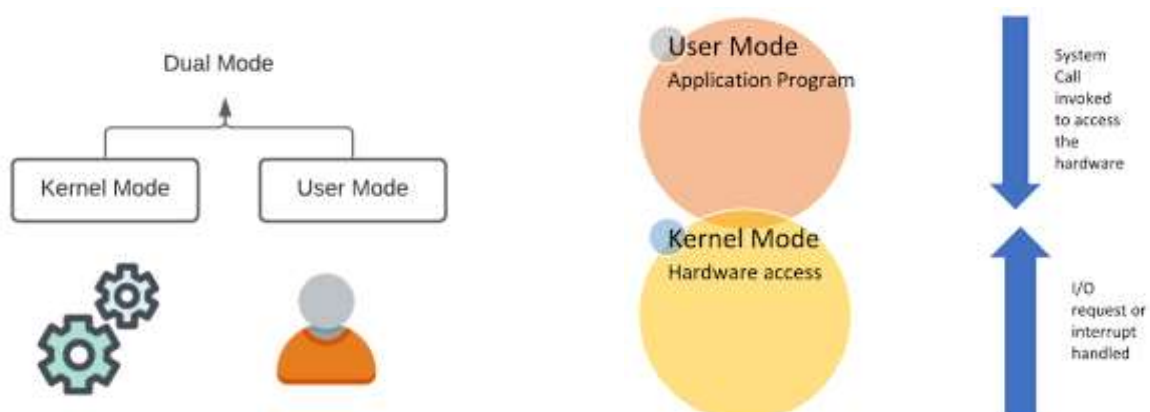 Dual Mode
Kernel Mode
User Mode
User Mode
Application Program
Kernel Mode
Hardware access
System
Call
invoked
to access
the
hardware
I/O
request or
interrupt
handled